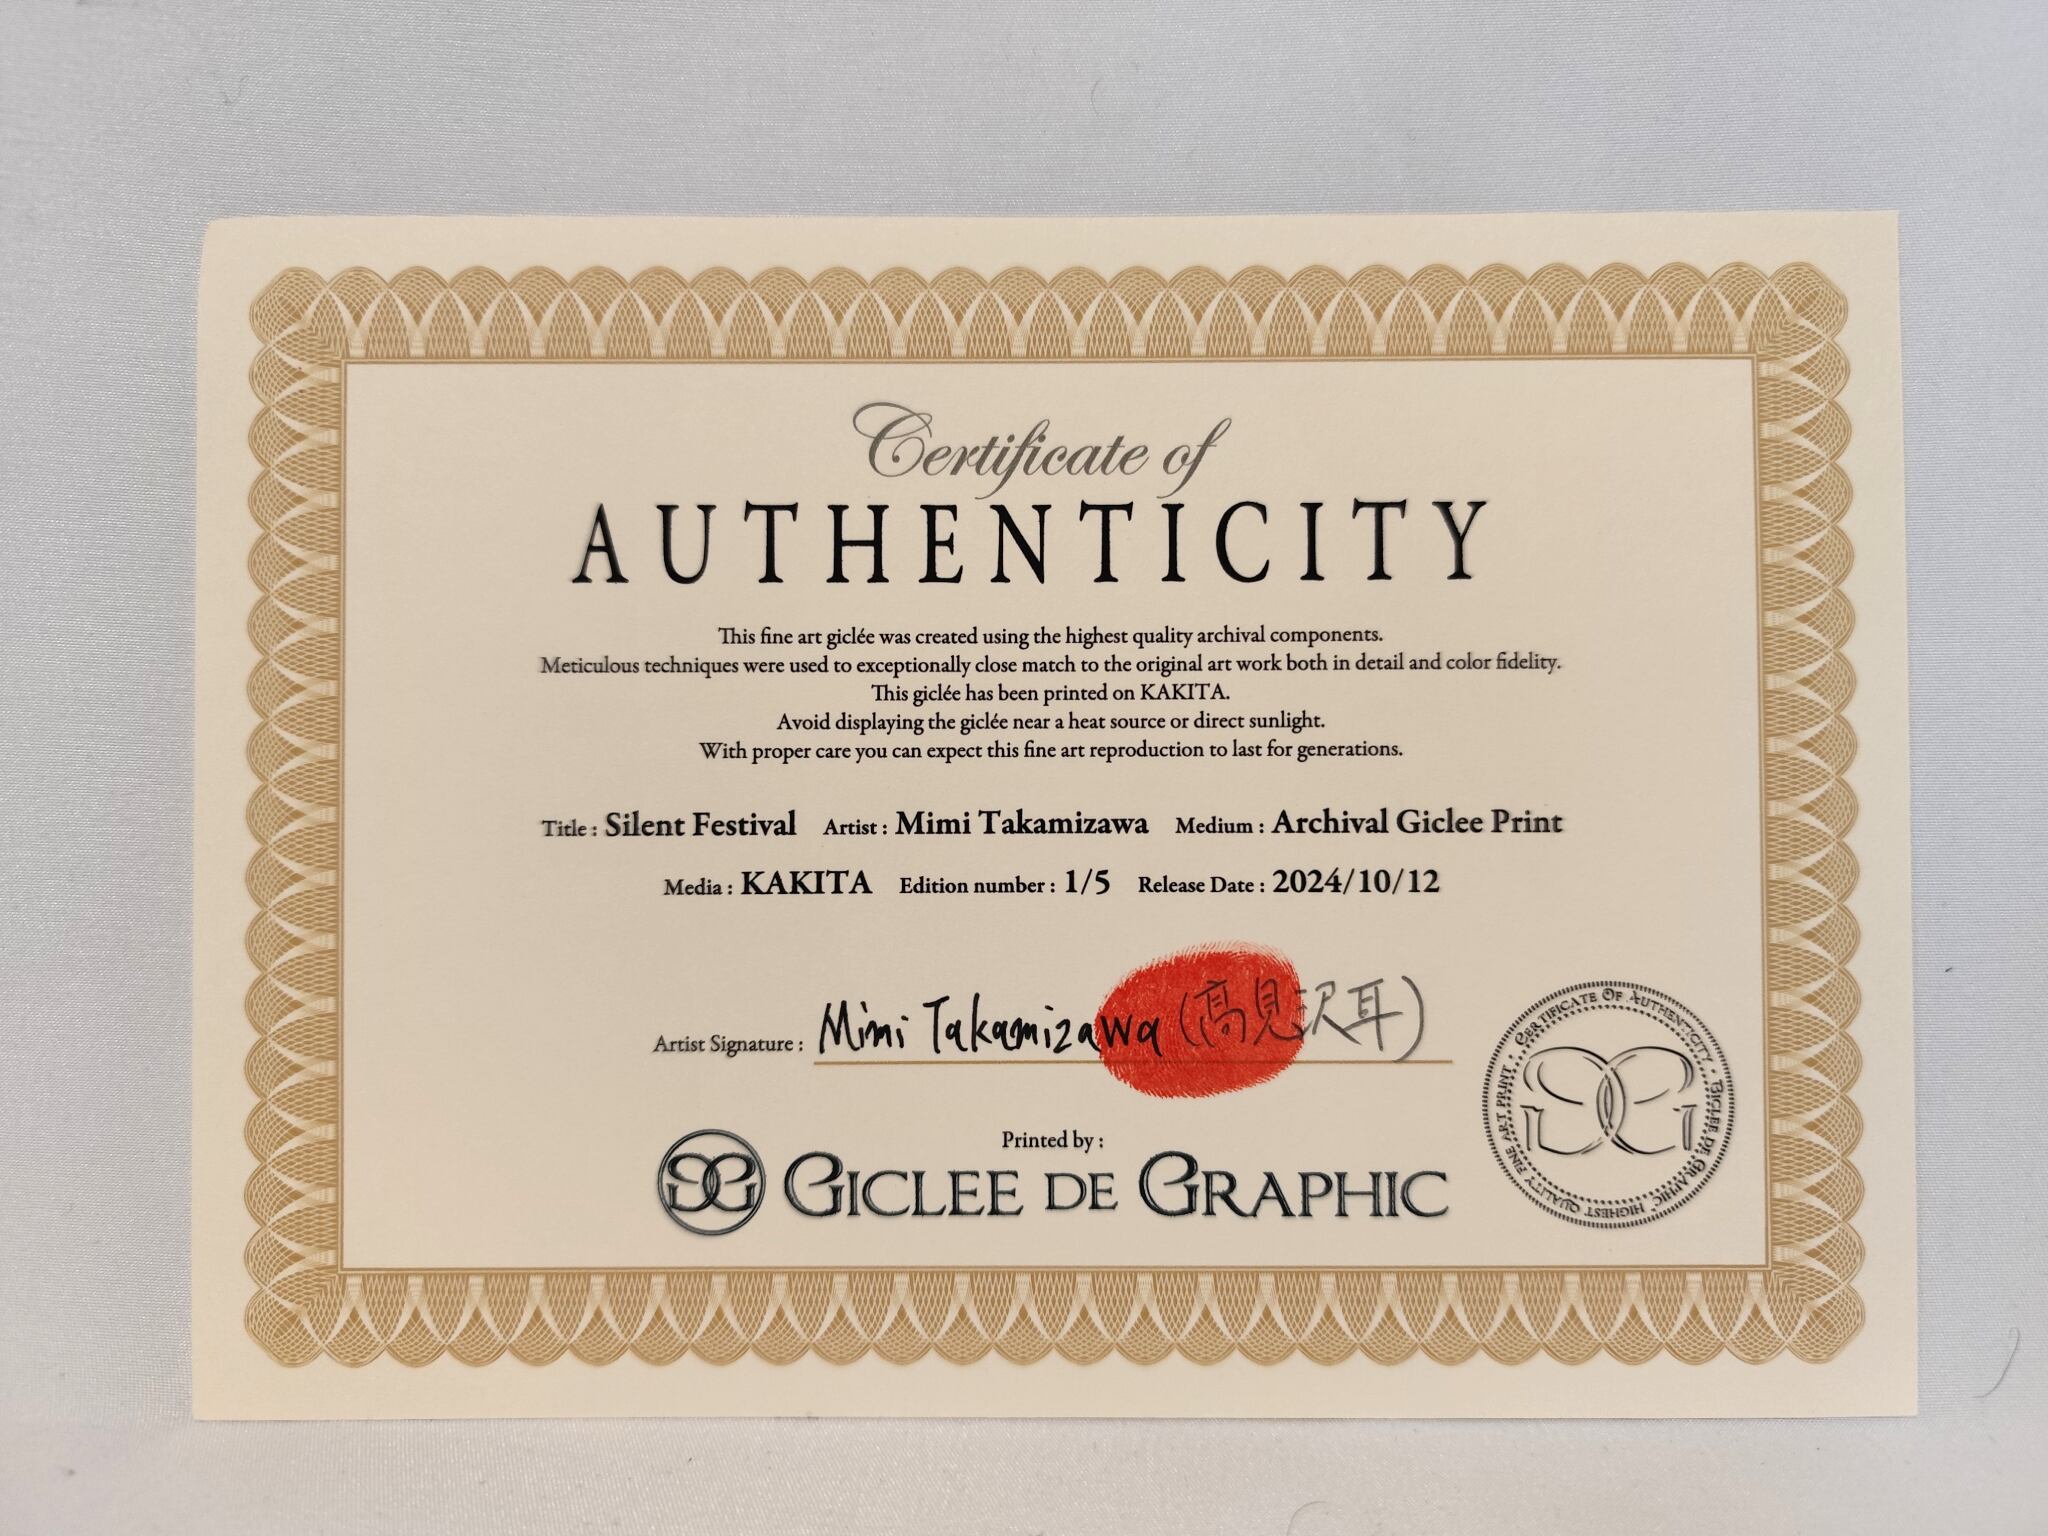 Certificate of
AUTHENTICITY
This fine art giclée was created using the highest quality archival components.
Meticulous techniques were used to exceptionally close match to the original art work both in detail and color fidelity.
This giclée has been printed on KAKITA.
Avoid displaying the giclée near a heat source or direct sunlight.
With proper care you can expect this fine art reproduction to last for generations.
Title : Silent Festival Artist : Mimi Takamizawa Medium : Archival Giclee Print
Media : KAKITA Edition number : 1/5 Release Date : 2024/10/12
Artist Signature : Mimi Takamizawa (高見沢耳)
Printed by :
GICLEE DE GRAPHIC
CERTIFICATE OF AUTHENTICITY · GICLEE DE GRAPHIC · HIGHEST QUALITY FINE ART PRINT ·